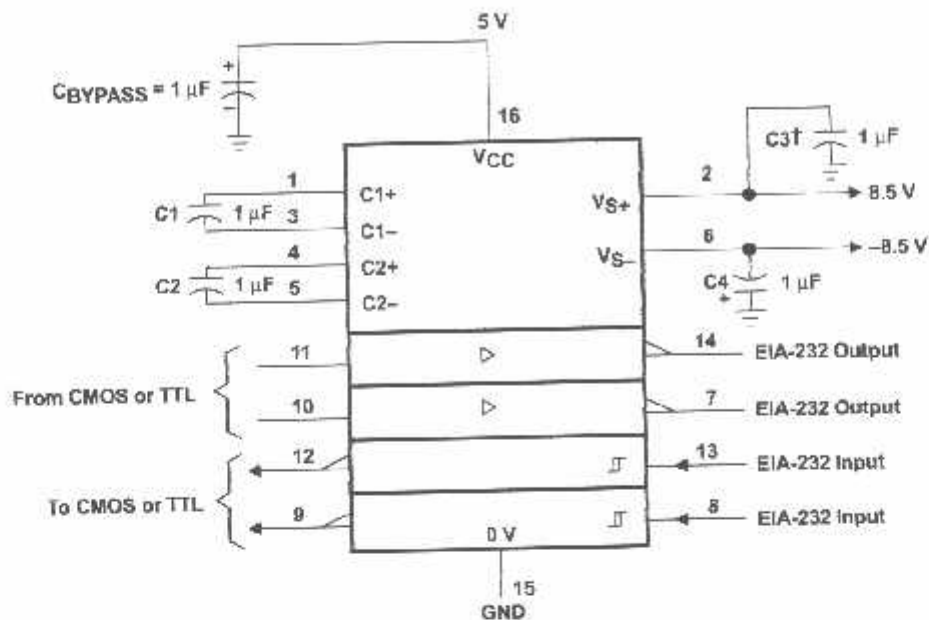 5 V
CBYPASS = 1 µF
+
−
16
VCC
C3† 1 µF
1
C1+
2
VS+
8.5 V
C1 1 µF
3
C1−
6
VS−
−8.5 V
4
C2+
C2 1 µF
5
C2−
C4 1 µF
+
11
14
EIA-232 Output
From CMOS or TTL
10
7
EIA-232 Output
12
13
EIA-232 Input
To CMOS or TTL
9
8
EIA-232 Input
0 V
15
GND